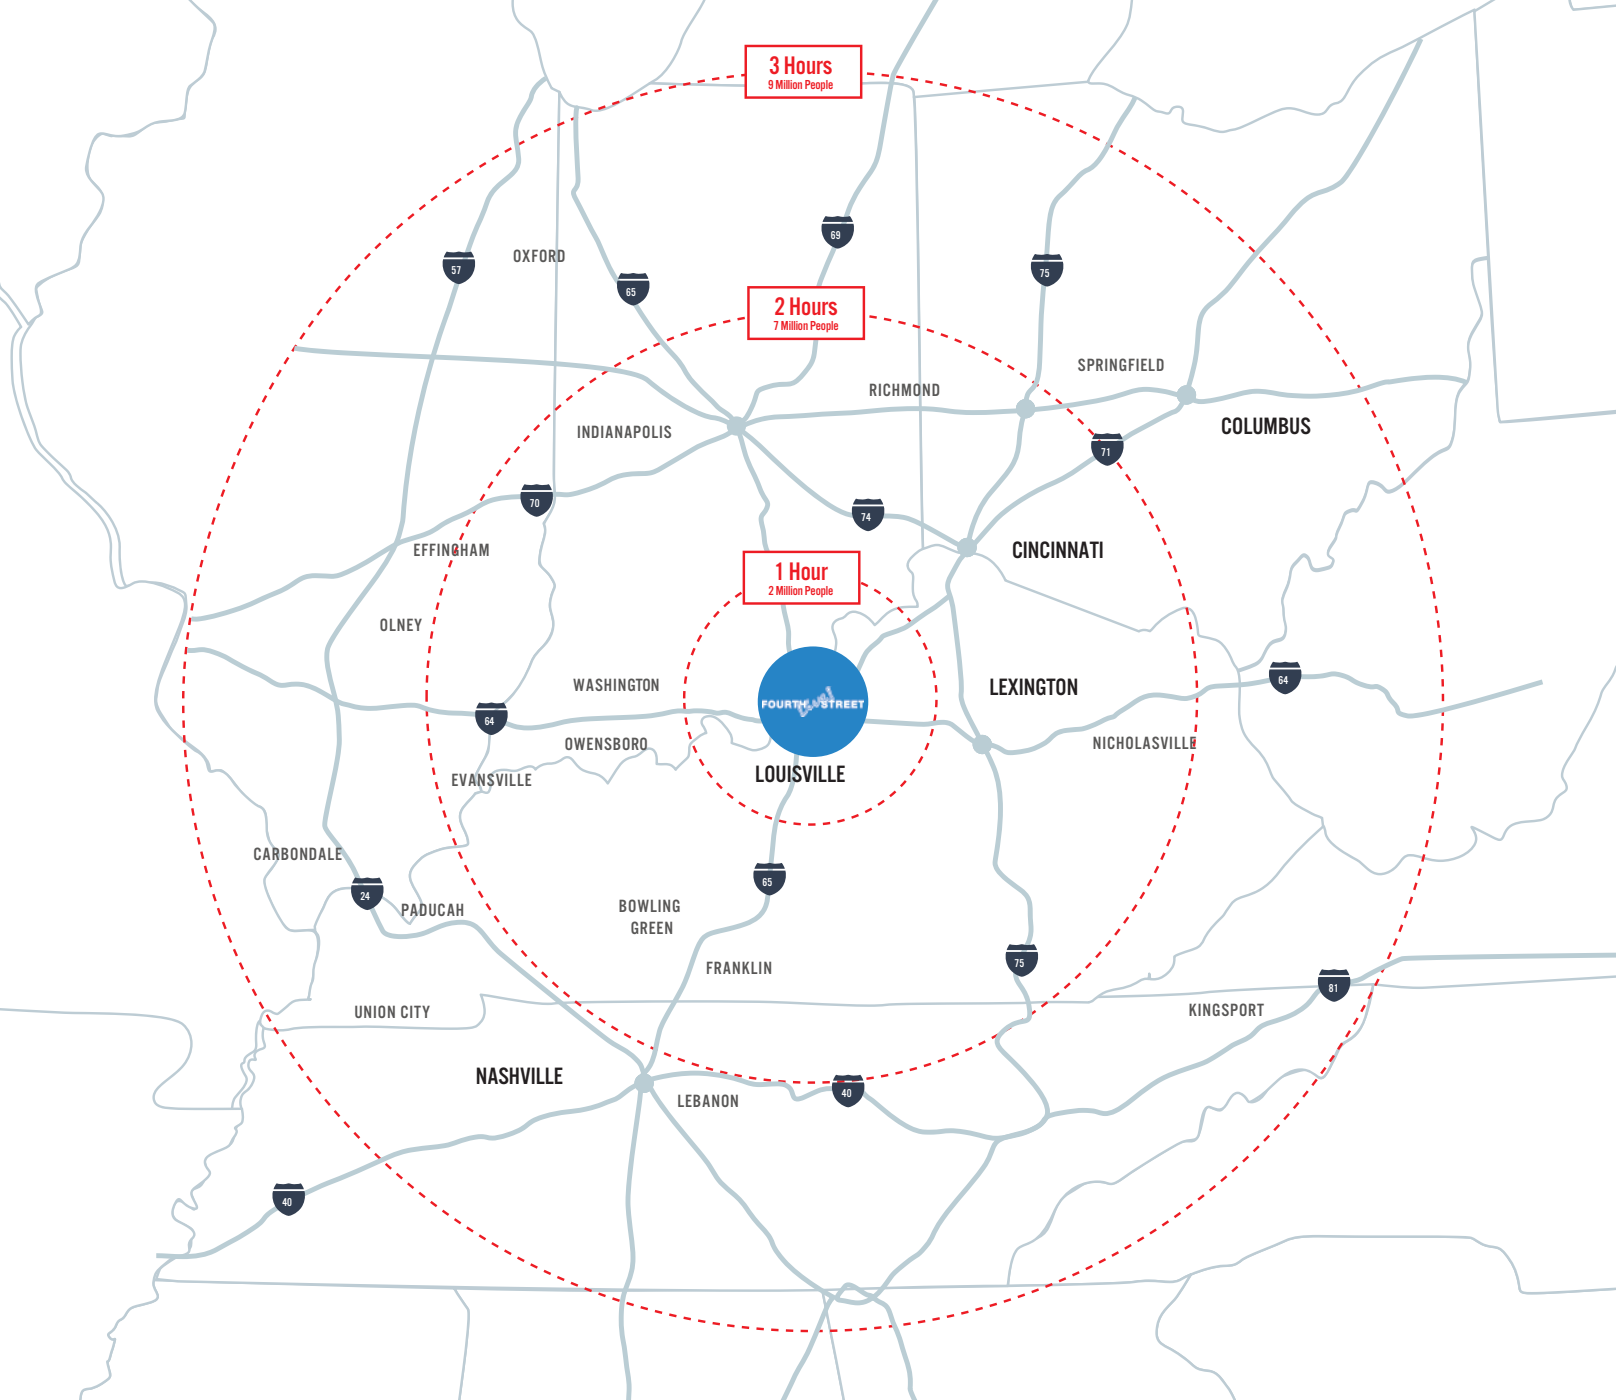 3 Hours
9 Million People
69
OXFORD
57
75
65
2 Hours
7 Million People
SPRINGFIELD
RICHMOND
COLUMBUS
INDIANAPOLIS
71
70
74
EFFINGHAM
CINCINNATI
1 Hour
2 Million People
OLNEY
64
WASHINGTON
LEXINGTON
FOURTH Live! STREET
64
OWENSBORO
NICHOLASVILLE
LOUISVILLE
EVANSVILLE
CARBONDALE
65
24
PADUCAH
BOWLING
GREEN
75
FRANKLIN
81
UNION CITY
KINGSPORT
NASHVILLE
40
LEBANON
40